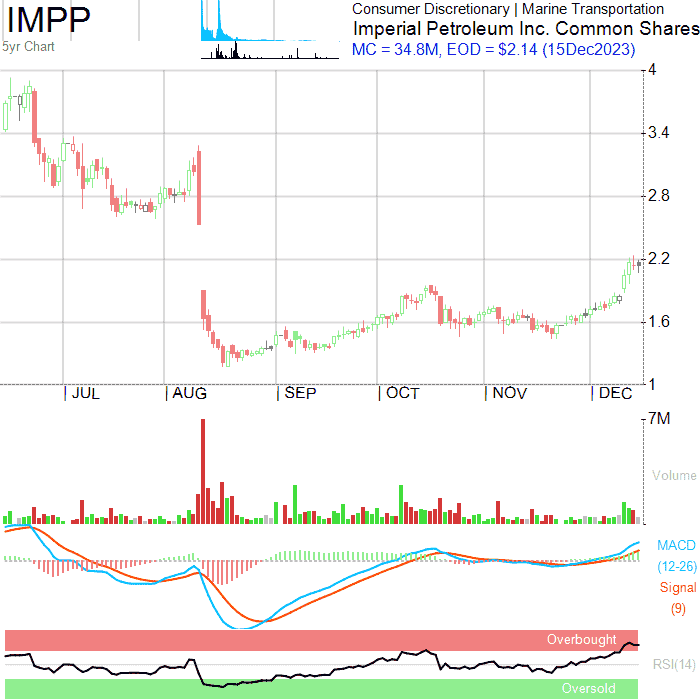 IMPP
5yr Chart
Consumer Discretionary | Marine Transportation
Imperial Petroleum Inc. Common Shares
MC = 34.8M, EOD = $2.14 (15Dec2023)
4
3.4
2.8
2.2
1.6
1
| JUL | AUG | SEP | OCT | NOV | DEC
7M
Volume
MACD
(12-26)
Signal
(9)
Overbought
RSI(14)
Oversold